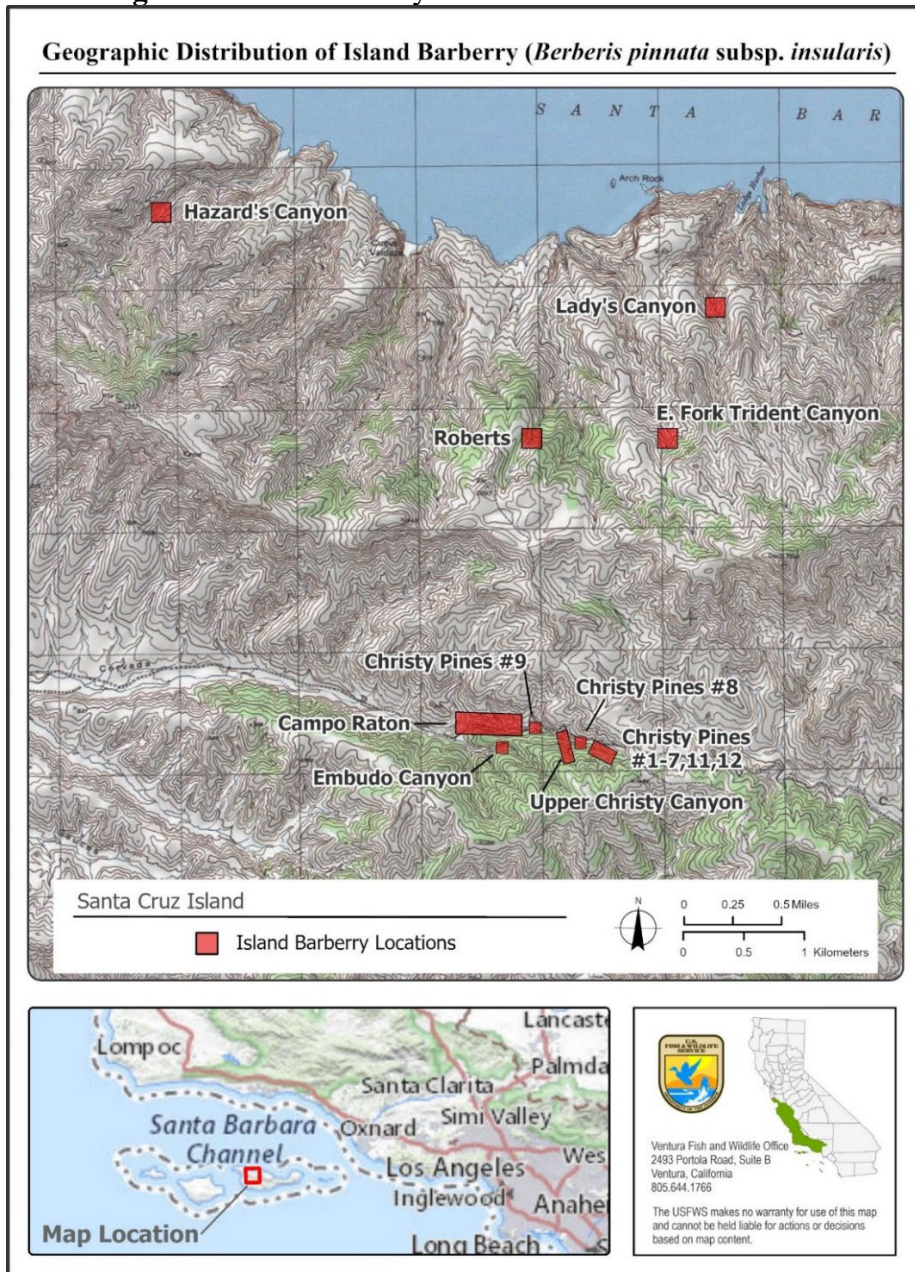 Geographic Distribution of Island Barberry (Berberis pinnata subsp. insularis)
S A N T A B A R
Arch Rock
Hazard's Canyon
Lady's Canyon
E. Fork Trident Canyon
Roberts
Cervada
Christy Pines #9
Christy Pines #8
Campo Raton
Christy Pines
#1-7,11,12
Embudo Canyon
Upper Christy Canyon
Santa Cruz Island
Island Barberry Locations
N
0 0.25 0.5 Miles
0 0.5 1 Kilometers
Lompoc
Lancaste
Palmda
Santa Clarita
Santa Barbara
Channel
Oxnard
Simi Valley
Los Angeles
Wes
Inglewood
Anahei
Map Location
Long Beach
U.S.
FISH & WILDLIFE
SERVICE
Ventura Fish and Wildlife Office
2493 Portola Road, Suite B
Ventura, California
805.644.1766
The USFWS makes no warranty for use of this map
and cannot be held liable for actions or decisions
based on map content.